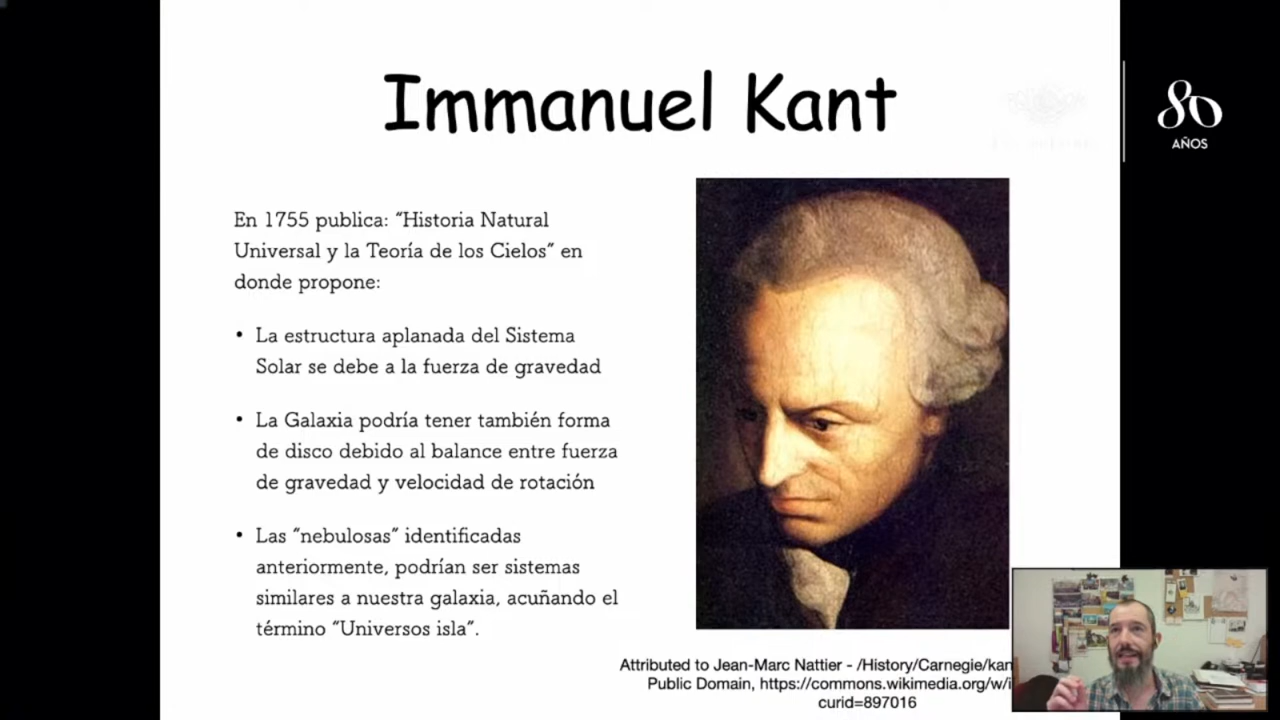 Immanuel Kant
80
AÑOS
En 1755 publica: “Historia Natural
Universal y la Teoría de los Cielos” en
donde propone:
• La estructura aplanada del Sistema
Solar se debe a la fuerza de gravedad
• La Galaxia podría tener también forma
de disco debido al balance entre fuerza
de gravedad y velocidad de rotación
• Las “nebulosas” identificadas
anteriormente, podrían ser sistemas
similares a nuestra galaxia, acuñando el
término “Universos isla”.
Attributed to Jean-Marc Nattier - /History/Carnegie/kan
Public Domain, https://commons.wikimedia.org/w/i
curid=897016